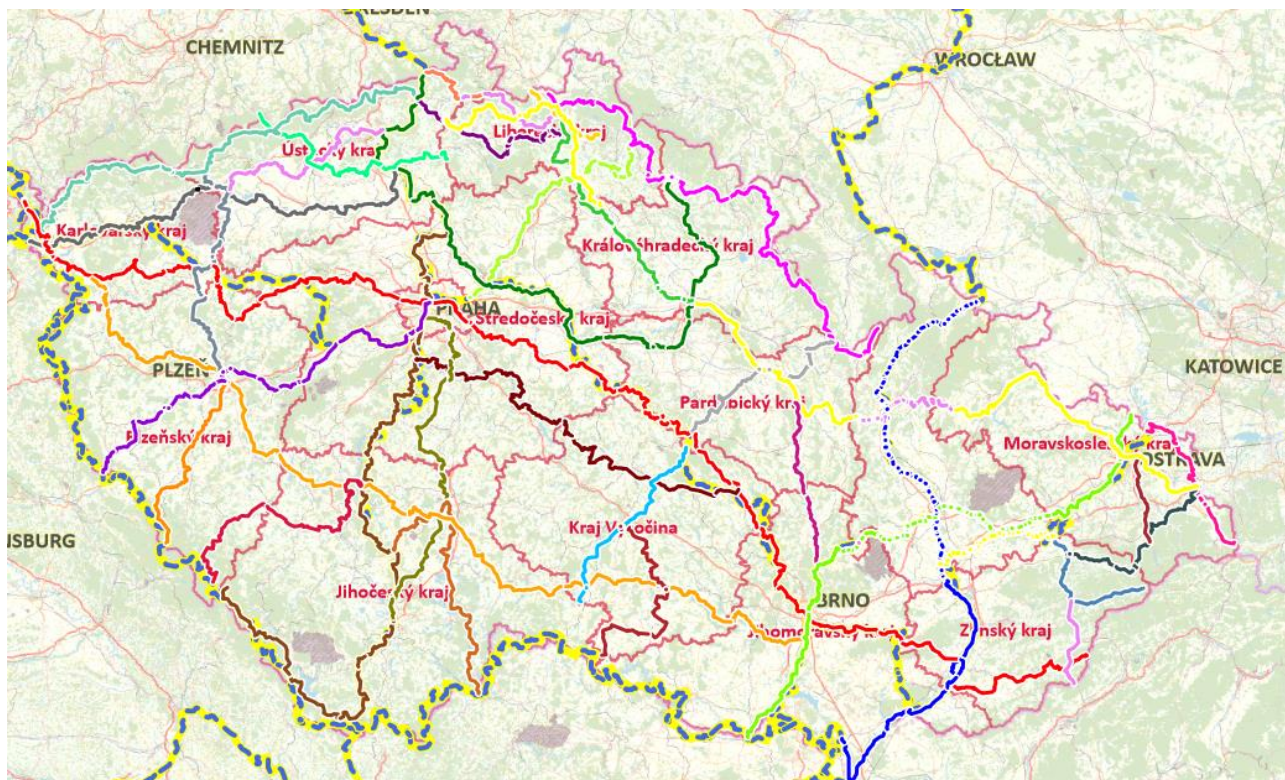 DRESDEN
CHEMNITZ
WROCŁAW
Liberecký kraj
Ústecký kraj
Karlovarský kraj
Královéhradecký kraj
PRAHA
Středočeský kraj
PLZEŇ
KATOWICE
Pardubický kraj
Plzeňský kraj
Moravskoslezský kraj
OSTRAVA
Kraj Vysočina
NSBURG
Jihočeský kraj
BRNO
Jihomoravský kraj
Zlínský kraj